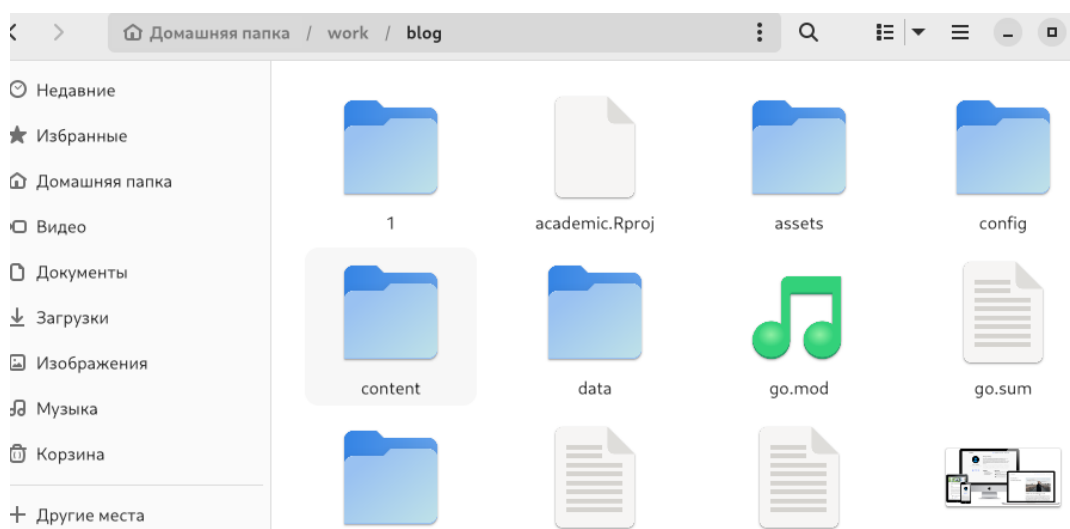 Домашняя папка / work / blog
Недавние
Избранные
Домашняя папка
Видео
Документы
Загрузки
Изображения
Музыка
Корзина
Другие места
1
academic.Rproj
assets
config
content
data
go.mod
go.sum